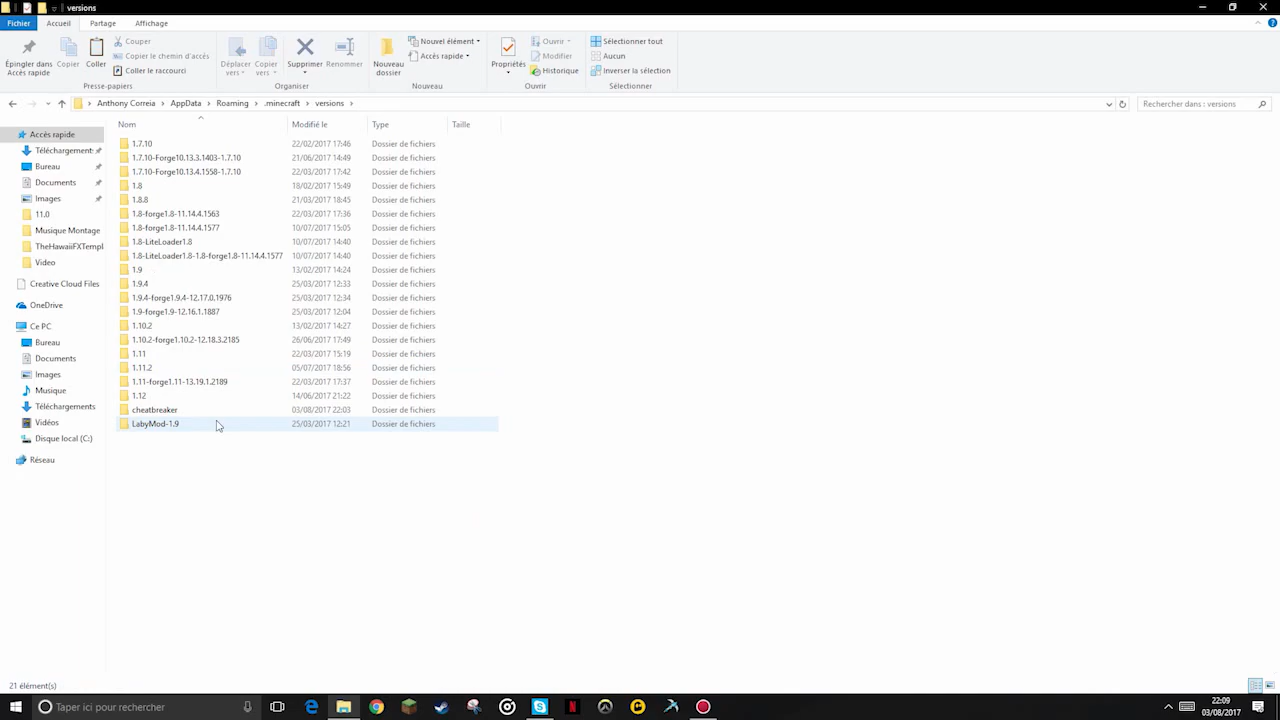 versions
Fichier Accueil Partage Affichage
Épingler dans Accès rapide
Copier
Coller
Couper
Copier le chemin d'accès
Coller le raccourci
Presse-papiers
Déplacer vers
Copier vers
Supprimer
Renommer
Organiser
Nouveau dossier
Nouvel élément
Accès rapide
Nouveau
Propriétés
Ouvrir
Modifier
Historique
Ouvrir
Sélectionner tout
Aucun
Inverser la sélection
Sélectionner
Anthony Correia > AppData > Roaming > .minecraft > versions >
Rechercher dans : versions
Accès rapide
Téléchargement:
Bureau
Documents
Images
11.0
Musique Montage
TheHawaiiFXTempl
Video
Creative Cloud Files
OneDrive
Ce PC
Bureau
Documents
Images
Musique
Téléchargements
Vidéos
Disque local (C:)
Réseau
Nom Modifié le Type Taille
1.7.10 22/02/2017 17:46 Dossier de fichiers
1.7.10-Forge10.13.3.1403-1.7.10 21/06/2017 14:49 Dossier de fichiers
1.7.10-Forge10.13.4.1558-1.7.10 22/03/2017 17:42 Dossier de fichiers
1.8 18/02/2017 15:49 Dossier de fichiers
1.8.8 21/03/2017 18:45 Dossier de fichiers
1.8-forge1.8-11.14.4.1563 22/03/2017 17:36 Dossier de fichiers
1.8-forge1.8-11.14.4.1577 10/07/2017 15:05 Dossier de fichiers
1.8-LiteLoader1.8 10/07/2017 14:40 Dossier de fichiers
1.8-LiteLoader1.8-1.8-forge1.8-11.14.4.1577 10/07/2017 14:40 Dossier de fichiers
1.9 13/02/2017 14:24 Dossier de fichiers
1.9.4 25/03/2017 12:33 Dossier de fichiers
1.9.4-forge1.9.4-12.17.0.1976 25/03/2017 12:34 Dossier de fichiers
1.9-forge1.9-12.16.1.1887 25/03/2017 12:04 Dossier de fichiers
1.10.2 13/02/2017 14:27 Dossier de fichiers
1.10.2-forge1.10.2-12.18.3.2185 26/06/2017 17:49 Dossier de fichiers
1.11 22/03/2017 15:19 Dossier de fichiers
1.11.2 05/07/2017 18:56 Dossier de fichiers
1.11-forge1.11-13.19.1.2189 22/03/2017 17:37 Dossier de fichiers
1.12 14/06/2017 21:22 Dossier de fichiers
cheatbreaker 03/08/2017 22:03 Dossier de fichiers
LabyMod-1.9 25/03/2017 12:21 Dossier de fichiers
21 élément(s)
Taper ici pour rechercher
22:09
03/08/2017